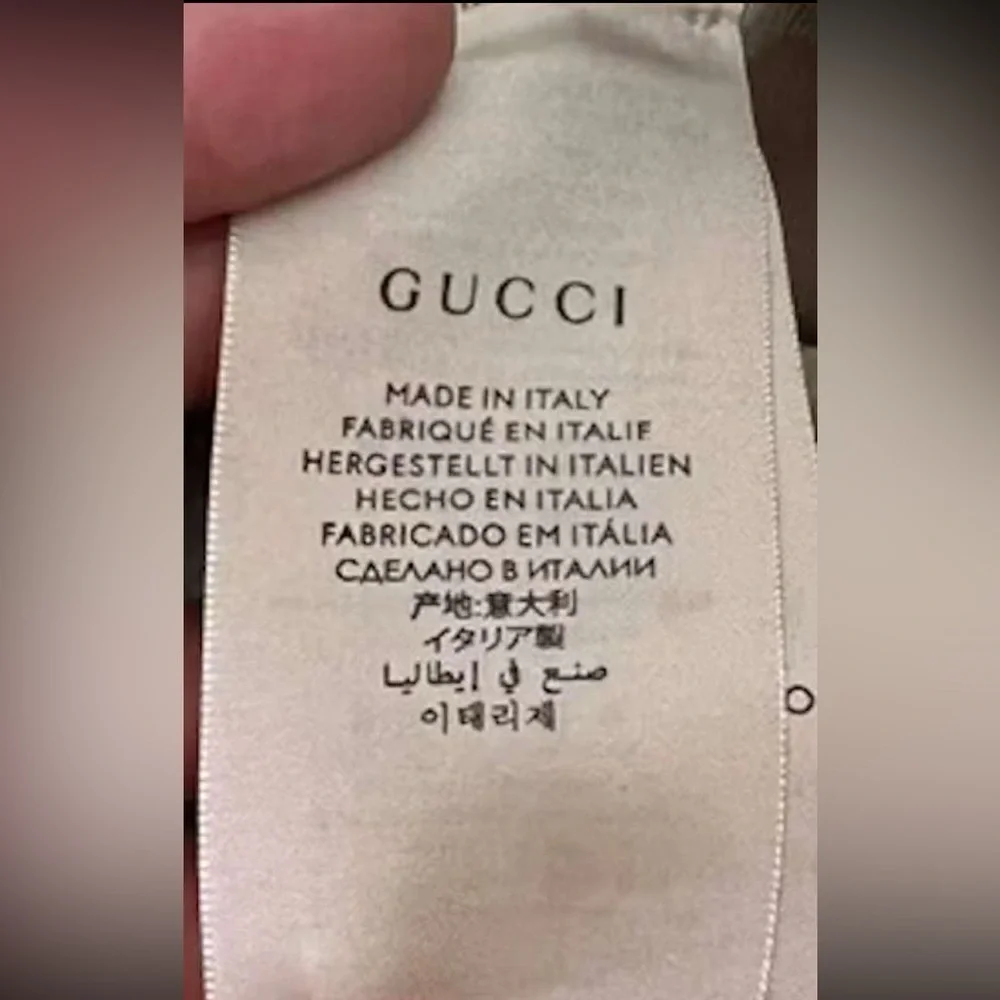 GUCCI
MADE IN ITALY
FABRIQUÉ EN ITALIE
HERGESTELLT IN ITALIEN
HECHO EN ITALIA
FABRICADO EM ITÁLIA
СДЕЛАНО В ИТАЛИИ
产地:意大利
イタリア製
صنع في إيطاليا
이태리제